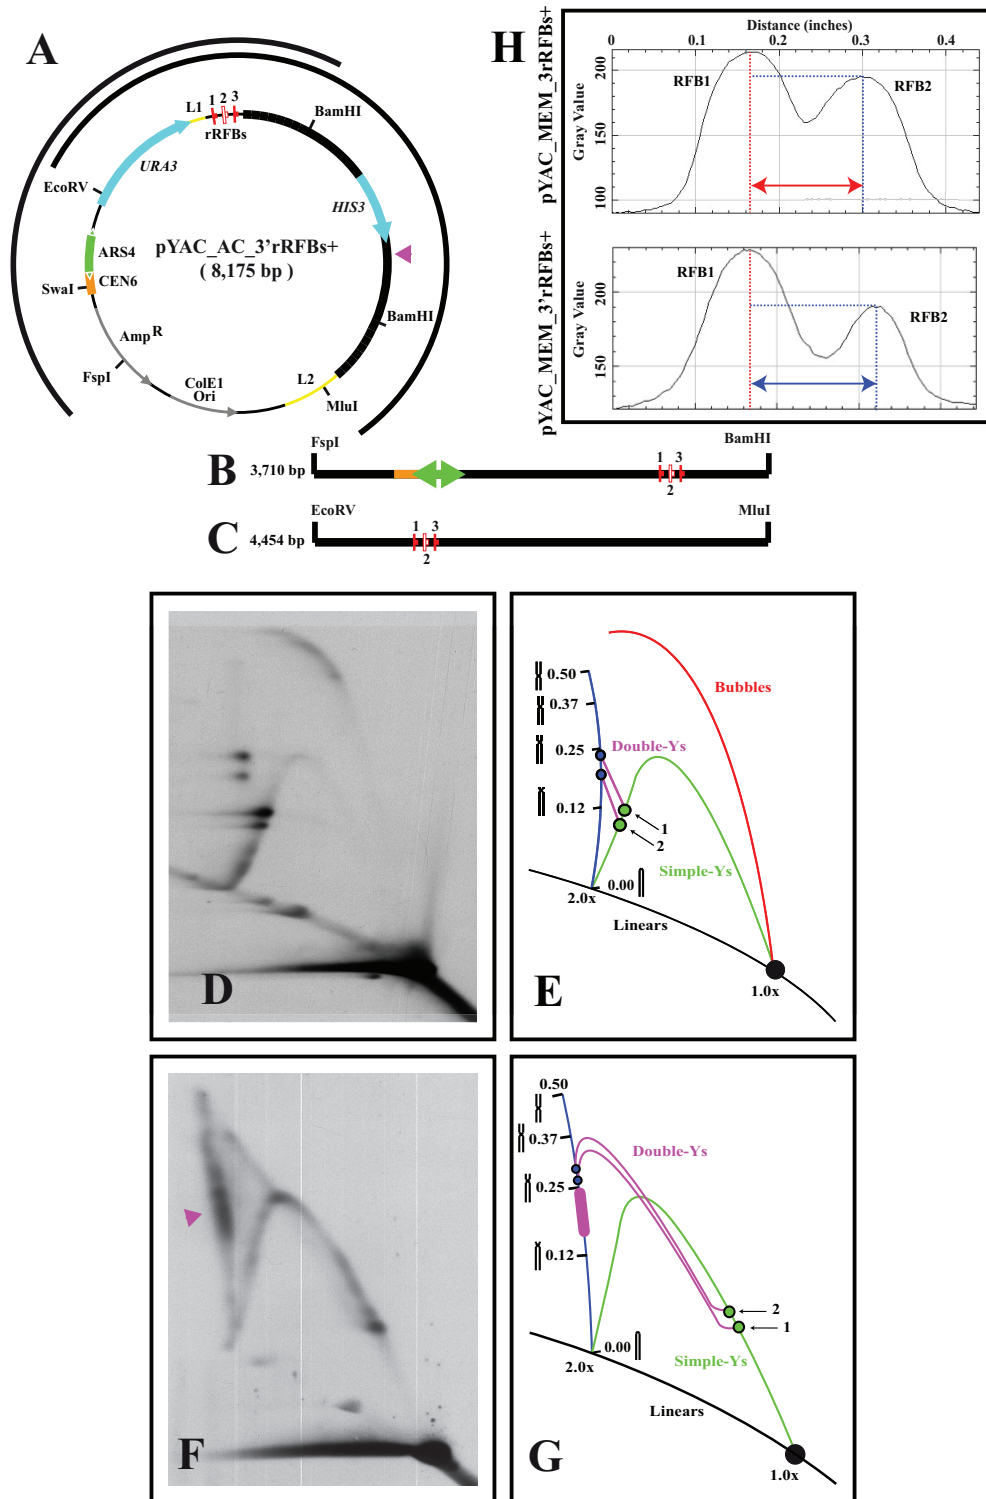 A
L1
1
2
3
rRFBs
BamHI
URA3
EcoRV
HIS3
pYAC_AC_3'rRFBs+
( 8,175 bp )
ARS4
CEN6
SwaI
BamHI
Amp R
FspI
ColE1
Ori
L2
MluI
H
Distance (inches)
0 0.1 0.2 0.3 0.4
pYAC_MEM_3rRFBs+
Gray Value
200
150
100
RFB1
RFB2
pYAC_MEM_3'rRFBs+
Gray Value
200
150
RFB1
RFB2
B
FspI
BamHI
3,710 bp
1
2
3
C
EcoRV
MluI
4,454 bp
1
2
3
D
E
0.50
0.37
0.25
0.12
0.00
Bubbles
Double-Ys
1
2
Simple-Ys
2.0x
Linears
1.0x
F
G
0.50
0.37
0.25
0.12
0.00
Double-Ys
2
1
Simple-Ys
2.0x
Linears
1.0x